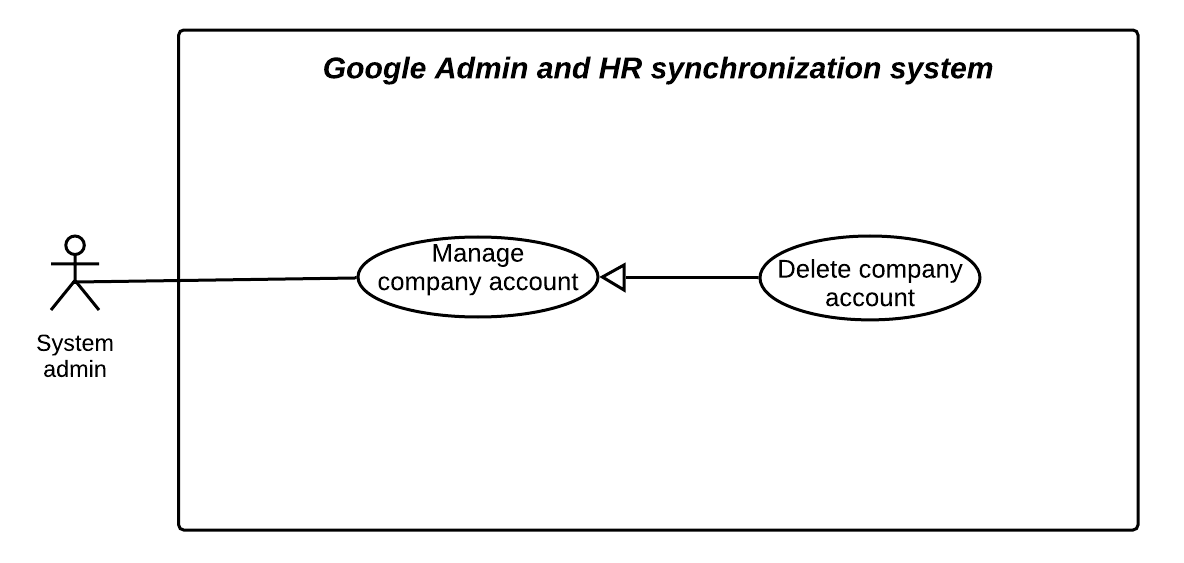 Google Admin and HR synchronization system
Manage
company account
Delete company
account
System
admin